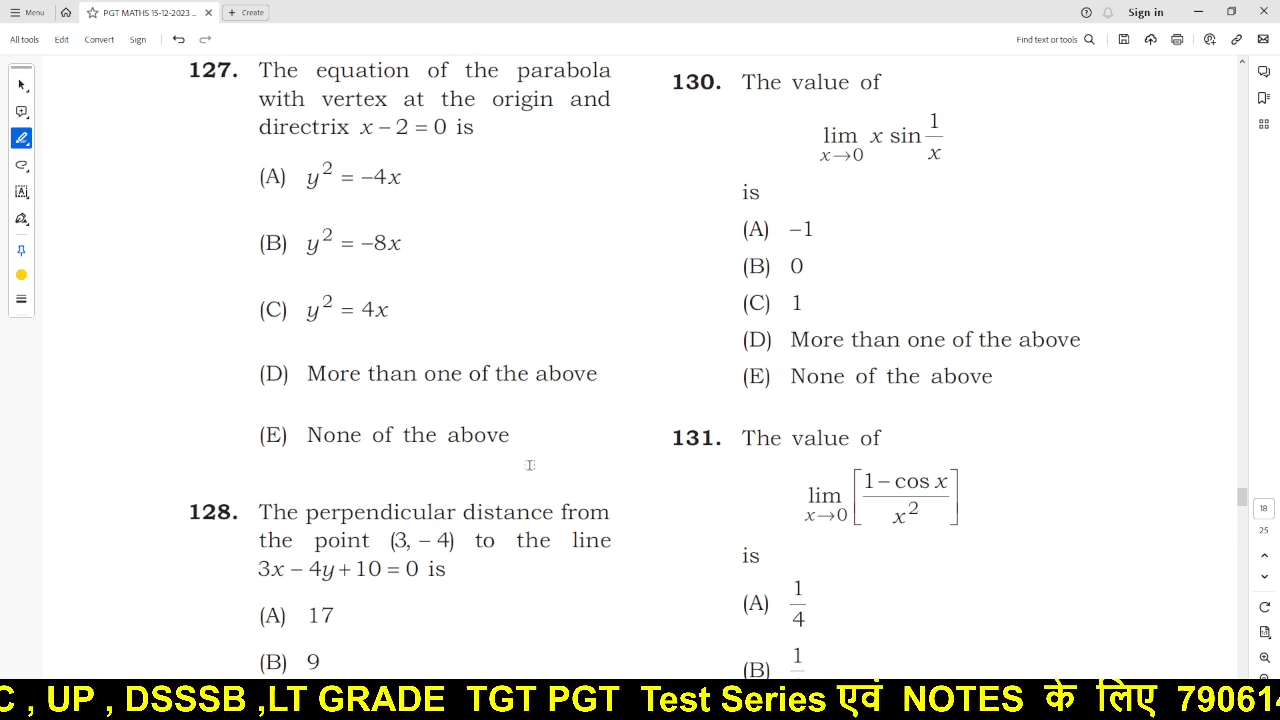 Menu
PGT MATHS 15-12-2023 ...
Create
Sign in
All tools
Edit
Convert
Sign
Find text or tools
127. The equation of the parabola
with vertex at the origin and
directrix x − 2 = 0 is
(A) y² = −4x
(B) y² = −8x
(C) y² = 4x
(D) More than one of the above
(E) None of the above
128. The perpendicular distance from
the point (3, − 4) to the line
3x − 4y + 10 = 0 is
(A) 17
(B) 9
130. The value of
lim x→0 x sin 1/x
is
(A) −1
(B) 0
(C) 1
(D) More than one of the above
(E) None of the above
131. The value of
lim x→0 [1 − cos x / x²]
is
(A) 1/4
(B) 1
18
25
C , UP , DSSSB ,LT GRADE TGT PGT Test Series एवं NOTES के लिए 79061